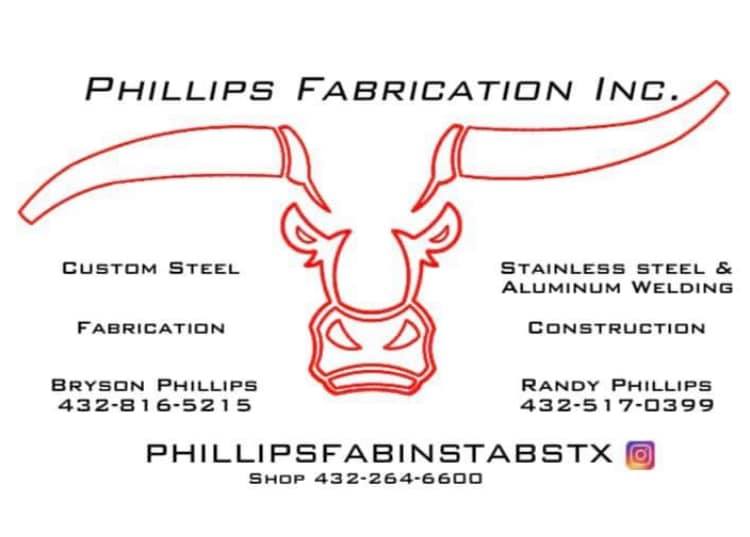 Phillips Fabrication Inc.
Custom Steel
Fabrication
Bryson Phillips
432-816-5215
Stainless steel &
Aluminum Welding
Construction
Randy Phillips
432-517-0399
PHILLIPSFABINSTABSTX
Shop 432-264-6600